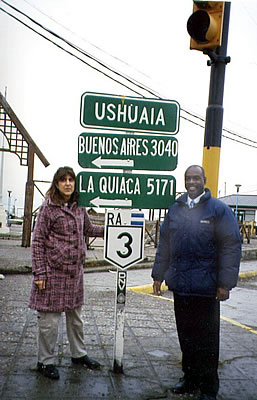 USHUAIA
BUENOS AIRES 3040
LA QUIACA 5171
RA
3